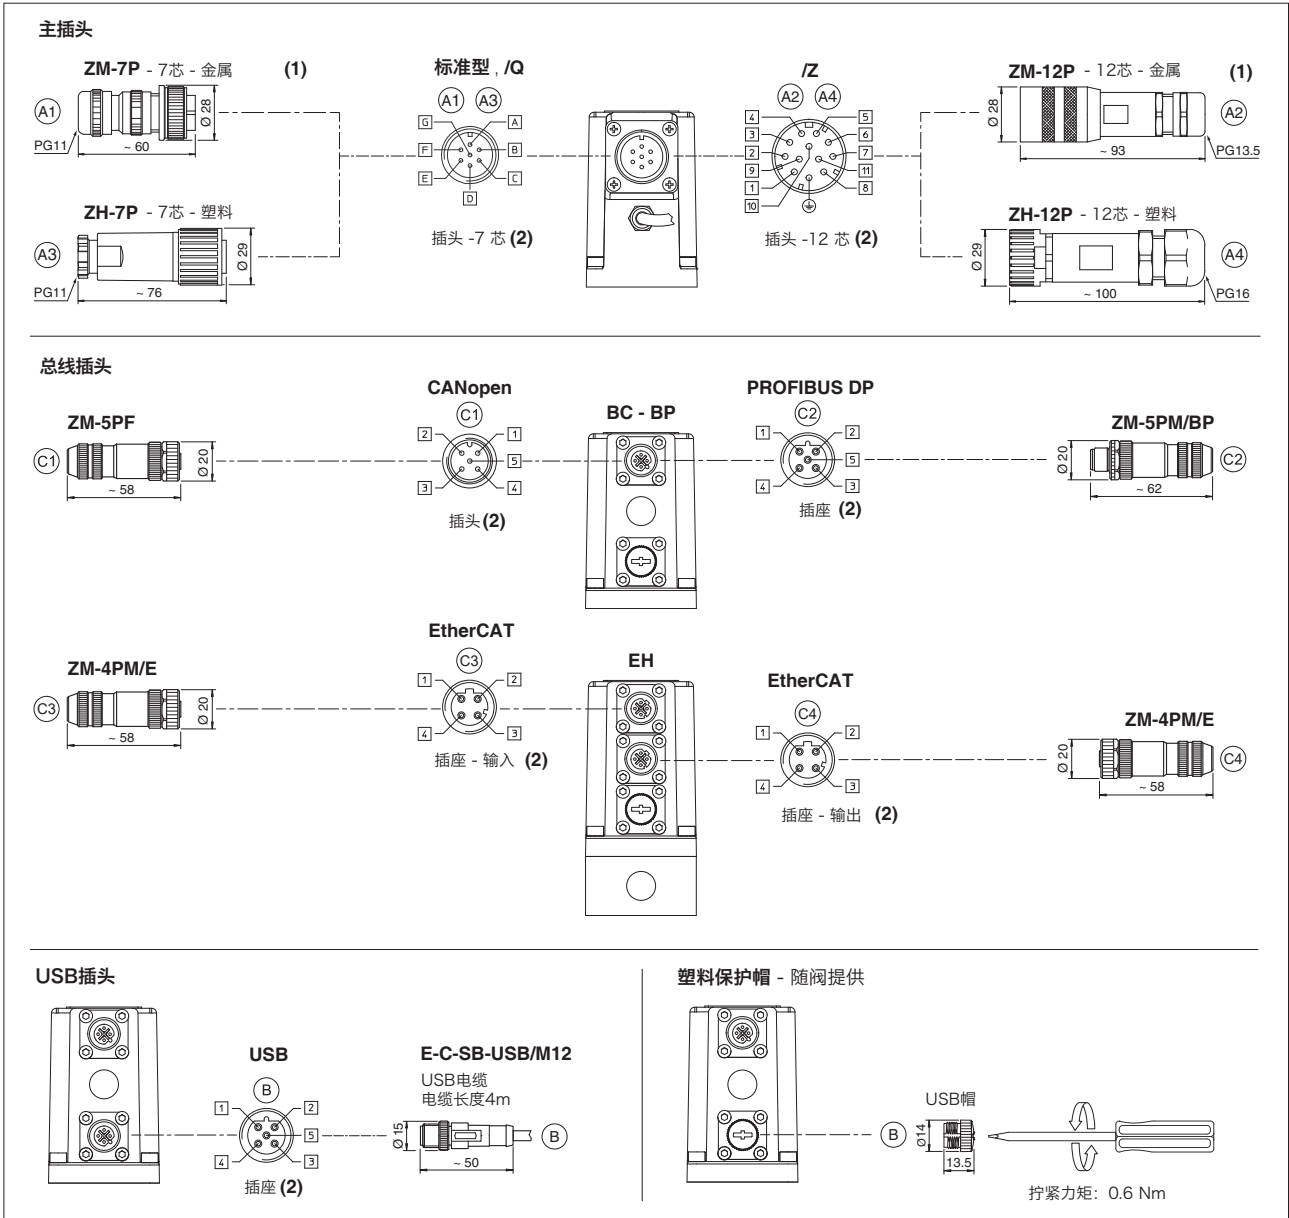 主插头
ZM-7P - 7芯 - 金属 (1)
A1
PG11
~ 60
Ø 28
ZH-7P - 7芯 - 塑料
A3
PG11
~ 76
Ø 29
标准型 , /Q
A1 A3
G A
F B
E C
D
插头 -7 芯 (2)
/Z
A2 A4
4 5
3 6
2 7
9 11
1 8
10
插头 -12 芯 (2)
ZM-12P - 12芯 - 金属 (1)
Ø 28
A2
~ 93
PG13.5
ZH-12P - 12芯 - 塑料
Ø 29
A4
~ 100
PG16
总线插头
ZM-5PF
C1
~ 58
Ø 20
CANopen
C1
2 1
5
3 4
插头 (2)
BC - BP
PROFIBUS DP
C2
1 2
5
4 3
插座 (2)
ZM-5PM/BP
Ø 20
C2
~ 62
ZM-4PM/E
C3
~ 58
Ø 20
EtherCAT
C3
1 2
4 3
插座 - 输入 (2)
EH
EtherCAT
C4
1 2
4 3
插座 - 输出 (2)
ZM-4PM/E
Ø 20
C4
~ 58
USB插头
USB
B
1 2
5
4 3
插座 (2)
E-C-SB-USB/M12
USB电缆
电缆长度4m
Ø 15
B
~ 50
塑料保护帽 - 随阀提供
B
USB帽
Ø14
13.5
拧紧力矩：0.6 Nm